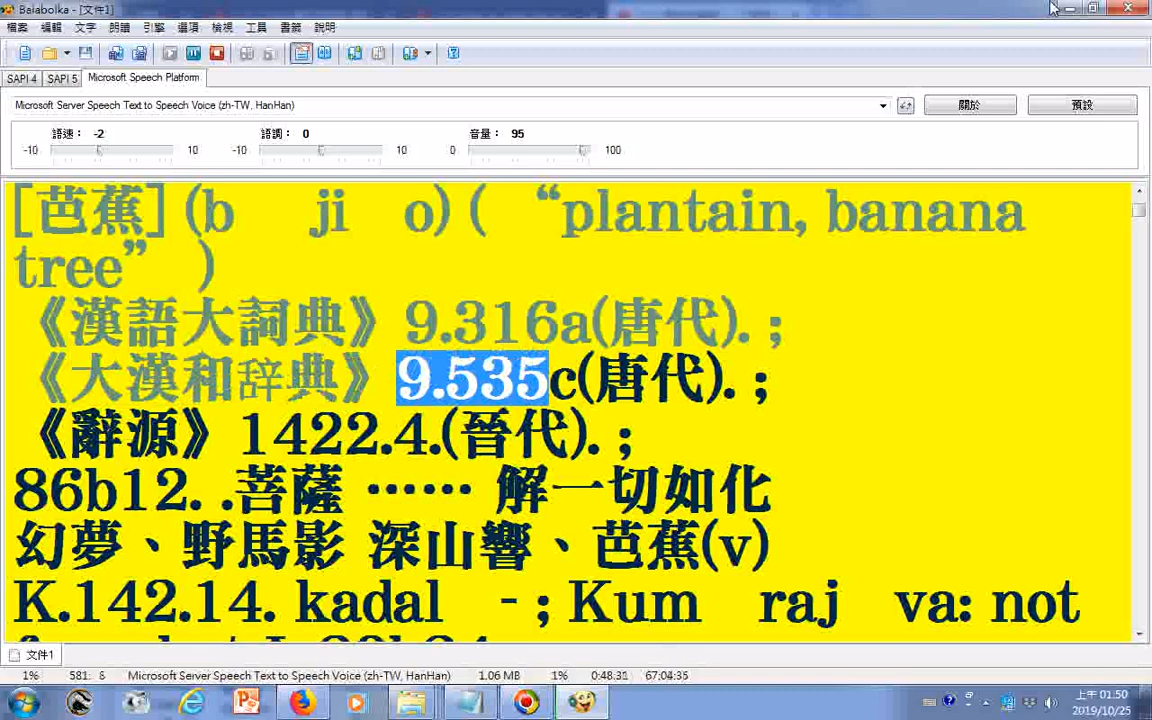 Balabolka - [文件1]
檔案 編輯 文字 朗讀 引擎 選項 檢視 工具 書籤 說明
SAPI 4 SAPI 5 Microsoft Speech Platform
Microsoft Server Speech Text to Speech Voice (zh-TW, HanHan) 關於 預設
語速： -2 語調： 0 音量： 95
-10 10 -10 10 0 100
[芭蕉] (b ji o) ( “plantain, banana
tree” )
《漢語大詞典》 9.316a(唐代). ;
《大漢和辞典》 9.535c(唐代). ;
《辭源》 1422.4.(晉代). ;
86b12. .菩薩 …… 解一切如化
幻夢、野馬影 深山響、芭蕉(v)
K.142.14. kadal - ; Kum raj va: not
文件1
1% 581: 6 Microsoft Server Speech Text to Speech Voice (zh-TW, HanHan) 1.06 MB 1% 0:48:31 67:04:35
上午 01:50
2019/10/25